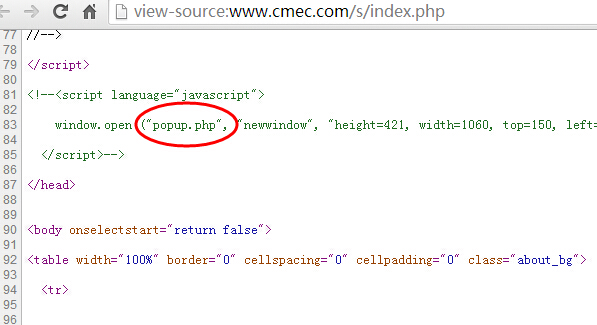 view-source:www.cmec.com/s/index.php
77 //-->
78
79 </script>
80
81 <!--<script language="javascript">
82
83 window.open ("popup.php", "newwindow", "height=421, width=1060, top=150, left=
84
85 </script>-->
86
87 </head>
88
89
90 <body onselectstart="return false">
91
92 <table width="100%" border="0" cellspacing="0" cellpadding="0" class="about_bg">
93
94 <tr>
95
96